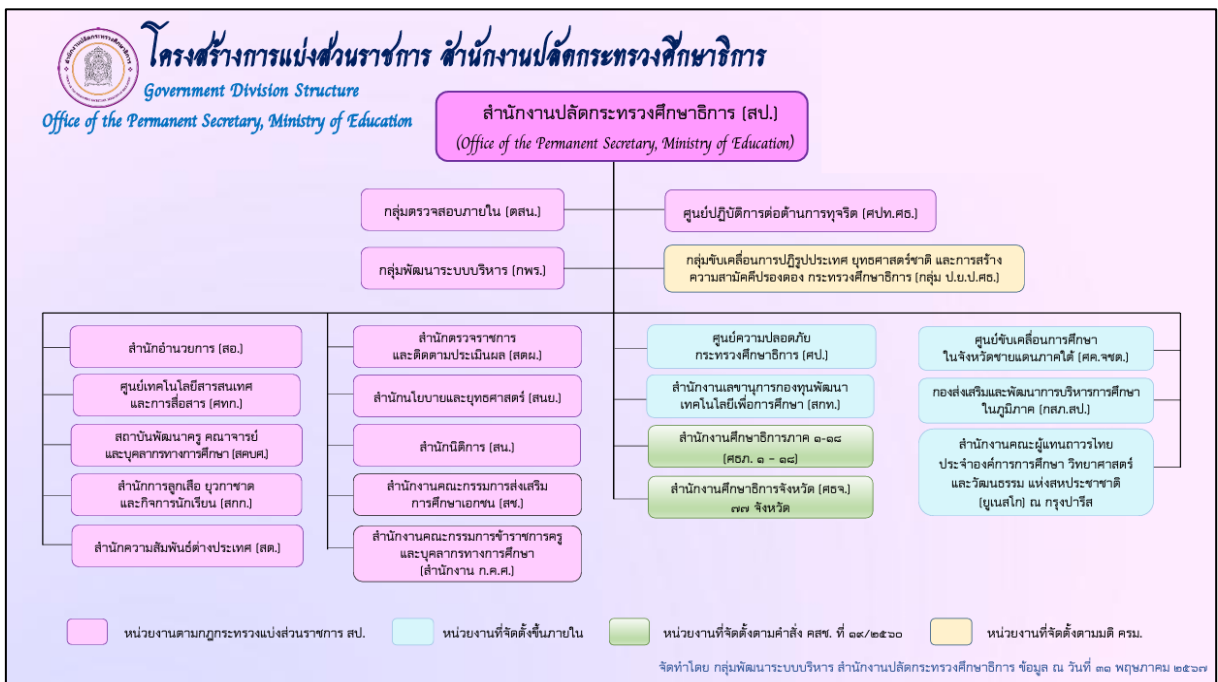 โครงสร้างการแบ่งส่วนราชการ สำนักงานปลัดกระทรวงศึกษาธิการ
Government Division Structure
Office of the Permanent Secretary, Ministry of Education
สำนักงานปลัดกระทรวงศึกษาธิการ (สป.)
(Office of the Permanent Secretary, Ministry of Education)
กลุ่มตรวจสอบภายใน (ตสน.)
ศูนย์ปฏิบัติการต่อต้านการทุจริต (ศปท.ศธ.)
กลุ่มพัฒนาระบบบริหาร (กพร.)
กลุ่มขับเคลื่อนการปฏิรูปประเทศ ยุทธศาสตร์ชาติ และการสร้าง
ความสามัคคีปรองดอง กระทรวงศึกษาธิการ (กลุ่ม ป.ย.ป.ศธ.)
สำนักอำนวยการ (สอ.)
ศูนย์เทคโนโลยีสารสนเทศ
และการสื่อสาร (ศทก.)
สถาบันพัฒนาครู คณาจารย์
และบุคลากรทางการศึกษา (สคบศ.)
สำนักการลูกเสือ ยุวกาชาด
และกิจการนักเรียน (สกก.)
สำนักความสัมพันธ์ต่างประเทศ (สต.)
สำนักตรวจราชการ
และติดตามประเมินผล (สตผ.)
สำนักนโยบายและยุทธศาสตร์ (สนย.)
สำนักนิติการ (สน.)
สำนักงานคณะกรรมการส่งเสริม
การศึกษาเอกชน (สช.)
สำนักงานคณะกรรมการข้าราชการครู
และบุคลากรทางการศึกษา
(สำนักงาน ก.ค.ศ.)
ศูนย์ความปลอดภัย
กระทรวงศึกษาธิการ (ศป.)
สำนักงานเลขานุการกองทุนพัฒนา
เทคโนโลยีเพื่อการศึกษา (สกท.)
สำนักงานศึกษาธิการภาค ๑-๑๘
(ศธภ. ๑ - ๑๘)
สำนักงานศึกษาธิการจังหวัด (ศธจ.)
๗๗ จังหวัด
ศูนย์ขับเคลื่อนการศึกษา
ในจังหวัดชายแดนภาคใต้ (ศค.จชต.)
กองส่งเสริมและพัฒนาการบริหารการศึกษา
ในภูมิภาค (กสภ.สป.)
สำนักงานคณะผู้แทนถาวรไทย
ประจำองค์การการศึกษา วิทยาศาสตร์
และวัฒนธรรม แห่งสหประชาชาติ
(ยูเนสโก) ณ กรุงปารีส
หน่วยงานตามกฎกระทรวงแบ่งส่วนราชการ สป.
หน่วยงานที่จัดตั้งขึ้นภายใน
หน่วยงานที่จัดตั้งตามคำสั่ง คสช. ที่ ๑๙/๒๕๖๐
หน่วยงานที่จัดตั้งตามมติ ครม.
จัดทำโดย กลุ่มพัฒนาระบบบริหาร สำนักงานปลัดกระทรวงศึกษาธิการ ข้อมูล ณ วันที่ ๓๑ พฤษภาคม ๒๕๖๗